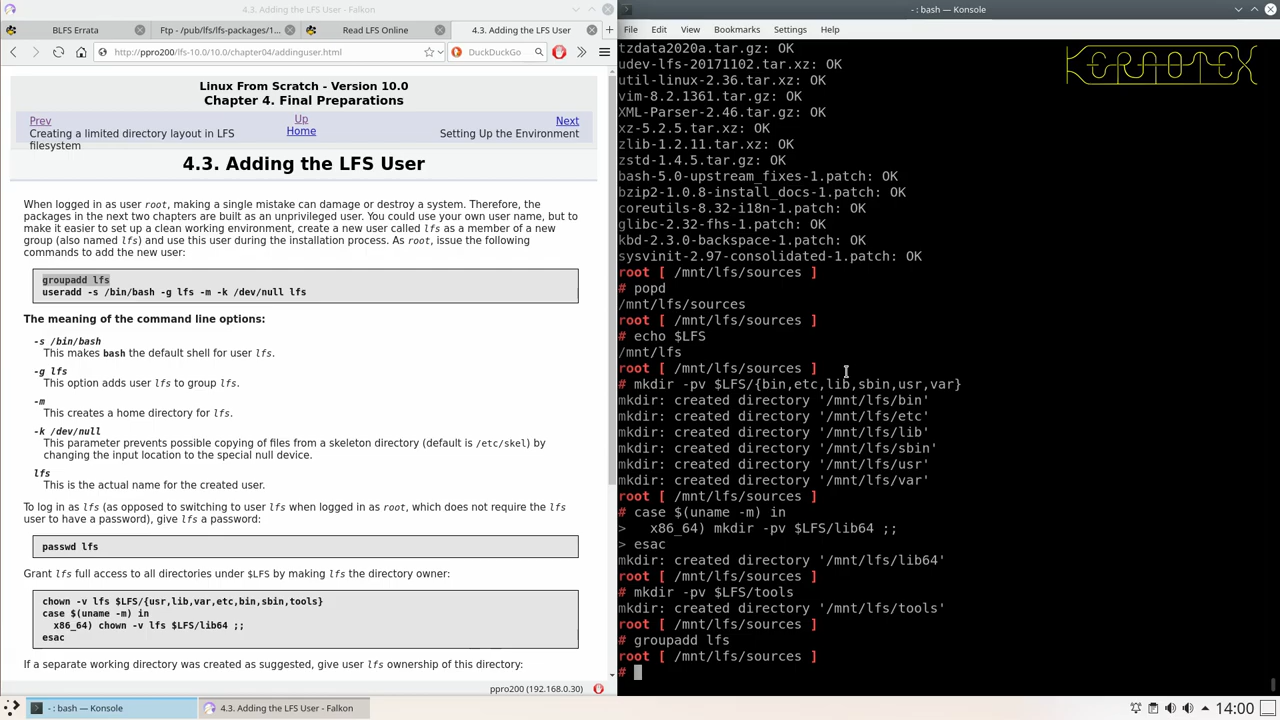 4.3. Adding the LFS User - Falkon
BLFS Errata
Ftp - /pub/lfs/lfs-packages/1...
Read LFS Online
4.3. Adding the LFS User
http://ppro200/lfs-10.0/10.0/chapter04/addinguser.html
DuckDuckGo
Linux From Scratch - Version 10.0
Chapter 4. Final Preparations
Prev
Up
Next
Creating a limited directory layout in LFS
filesystem
Home
Setting Up the Environment
4.3. Adding the LFS User
When logged in as user root, making a single mistake can damage or destroy a system. Therefore, the
packages in the next two chapters are built as an unprivileged user. You could use your own user name, but to
make it easier to set up a clean working environment, create a new user called lfs as a member of a new
group (also named lfs) and use this user during the installation process. As root, issue the following
commands to add the new user:
groupadd lfs
useradd -s /bin/bash -g lfs -m -k /dev/null lfs
The meaning of the command line options:
-s /bin/bash
This makes bash the default shell for user lfs.
-g lfs
This option adds user lfs to group lfs.
-m
This creates a home directory for lfs.
-k /dev/null
This parameter prevents possible copying of files from a skeleton directory (default is /etc/skel) by
changing the input location to the special null device.
lfs
This is the actual name for the created user.
To log in as lfs (as opposed to switching to user lfs when logged in as root, which does not require the lfs
user to have a password), give lfs a password:
passwd lfs
Grant lfs full access to all directories under $LFS by making lfs the directory owner:
chown -v lfs $LFS/{usr,lib,var,etc,bin,sbin,tools}
case $(uname -m) in
x86_64) chown -v lfs $LFS/lib64 ;;
esac
If a separate working directory was created as suggested, give user lfs ownership of this directory:
ppro200 (192.168.0.30)
- : bash — Konsole
File Edit View Bookmarks Settings Help
KERAOTEX
tzdata2020a.tar.gz: OK
udev-lfs-20171102.tar.xz: OK
util-linux-2.36.tar.xz: OK
vim-8.2.1361.tar.gz: OK
XML-Parser-2.46.tar.gz: OK
xz-5.2.5.tar.xz: OK
zlib-1.2.11.tar.xz: OK
zstd-1.4.5.tar.gz: OK
bash-5.0-upstream_fixes-1.patch: OK
bzip2-1.0.8-install_docs-1.patch: OK
coreutils-8.32-i18n-1.patch: OK
glibc-2.32-fhs-1.patch: OK
kbd-2.3.0-backspace-1.patch: OK
sysvinit-2.97-consolidated-1.patch: OK
root [ /mnt/lfs/sources ]
# popd
/mnt/lfs/sources
root [ /mnt/lfs/sources ]
# echo $LFS
/mnt/lfs
root [ /mnt/lfs/sources ]
# mkdir -pv $LFS/{bin,etc,lib,sbin,usr,var}
mkdir: created directory '/mnt/lfs/bin'
mkdir: created directory '/mnt/lfs/etc'
mkdir: created directory '/mnt/lfs/lib'
mkdir: created directory '/mnt/lfs/sbin'
mkdir: created directory '/mnt/lfs/usr'
mkdir: created directory '/mnt/lfs/var'
root [ /mnt/lfs/sources ]
# case $(uname -m) in
> x86_64) mkdir -pv $LFS/lib64 ;;
> esac
mkdir: created directory '/mnt/lfs/lib64'
root [ /mnt/lfs/sources ]
# mkdir -pv $LFS/tools
mkdir: created directory '/mnt/lfs/tools'
root [ /mnt/lfs/sources ]
# groupadd lfs
root [ /mnt/lfs/sources ]
#
- : bash — Konsole
4.3. Adding the LFS User - Falkon
14:00